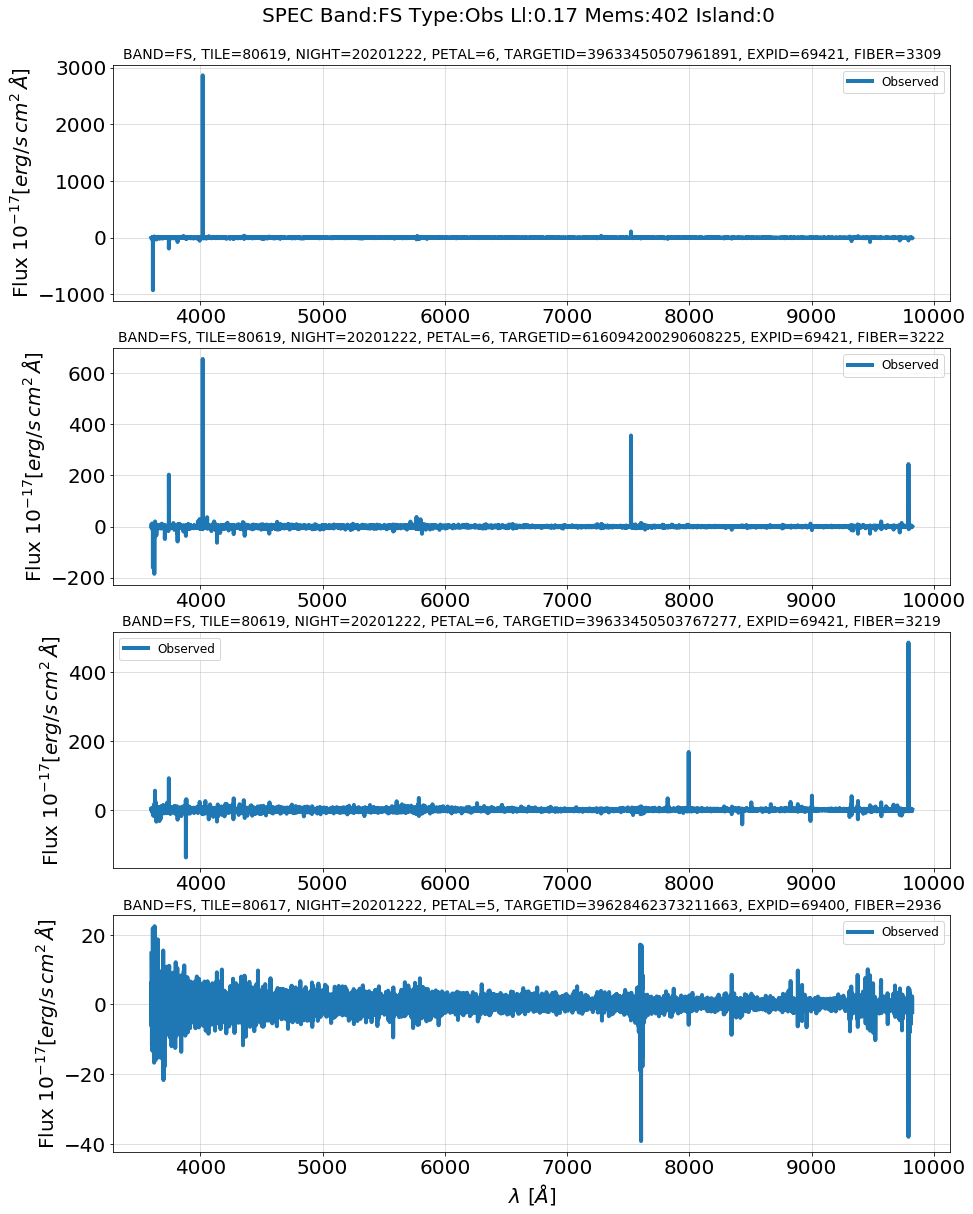 SPEC Band:FS Type:Obs Ll:0.17 Mems:402 Island:0
BAND=FS, TILE=80619, NIGHT=20201222, PETAL=6, TARGETID=39633450507961891, EXPID=69421, FIBER=3309
3000
2000
1000
0
−1000
Flux 10^{-17}[erg/s cm^2 Å]
Observed
4000 5000 6000 7000 8000 9000 10000
BAND=FS, TILE=80619, NIGHT=20201222, PETAL=6, TARGETID=616094200290608225, EXPID=69421, FIBER=3222
600
400
200
0
−200
Flux 10^{-17}[erg/s cm^2 Å]
Observed
4000 5000 6000 7000 8000 9000 10000
BAND=FS, TILE=80619, NIGHT=20201222, PETAL=6, TARGETID=39633450503767277, EXPID=69421, FIBER=3219
400
200
0
Flux 10^{-17}[erg/s cm^2 Å]
Observed
4000 5000 6000 7000 8000 9000 10000
BAND=FS, TILE=80617, NIGHT=20201222, PETAL=5, TARGETID=39628462373211663, EXPID=69400, FIBER=2936
20
0
−20
−40
Flux 10^{-17}[erg/s cm^2 Å]
Observed
4000 5000 6000 7000 8000 9000 10000
λ [Å]